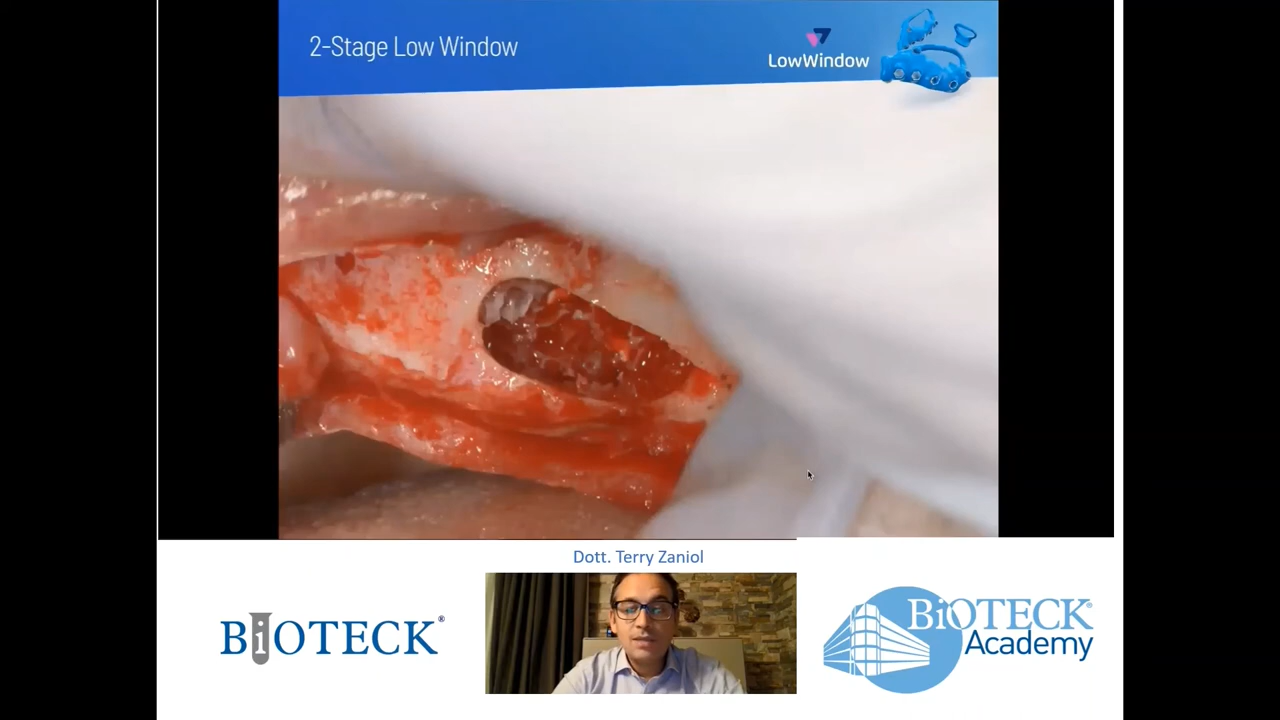 2-Stage Low Window
LowWindow
Dott. Terry Zaniol
BiOTECK®
BiOTECK®
Academy